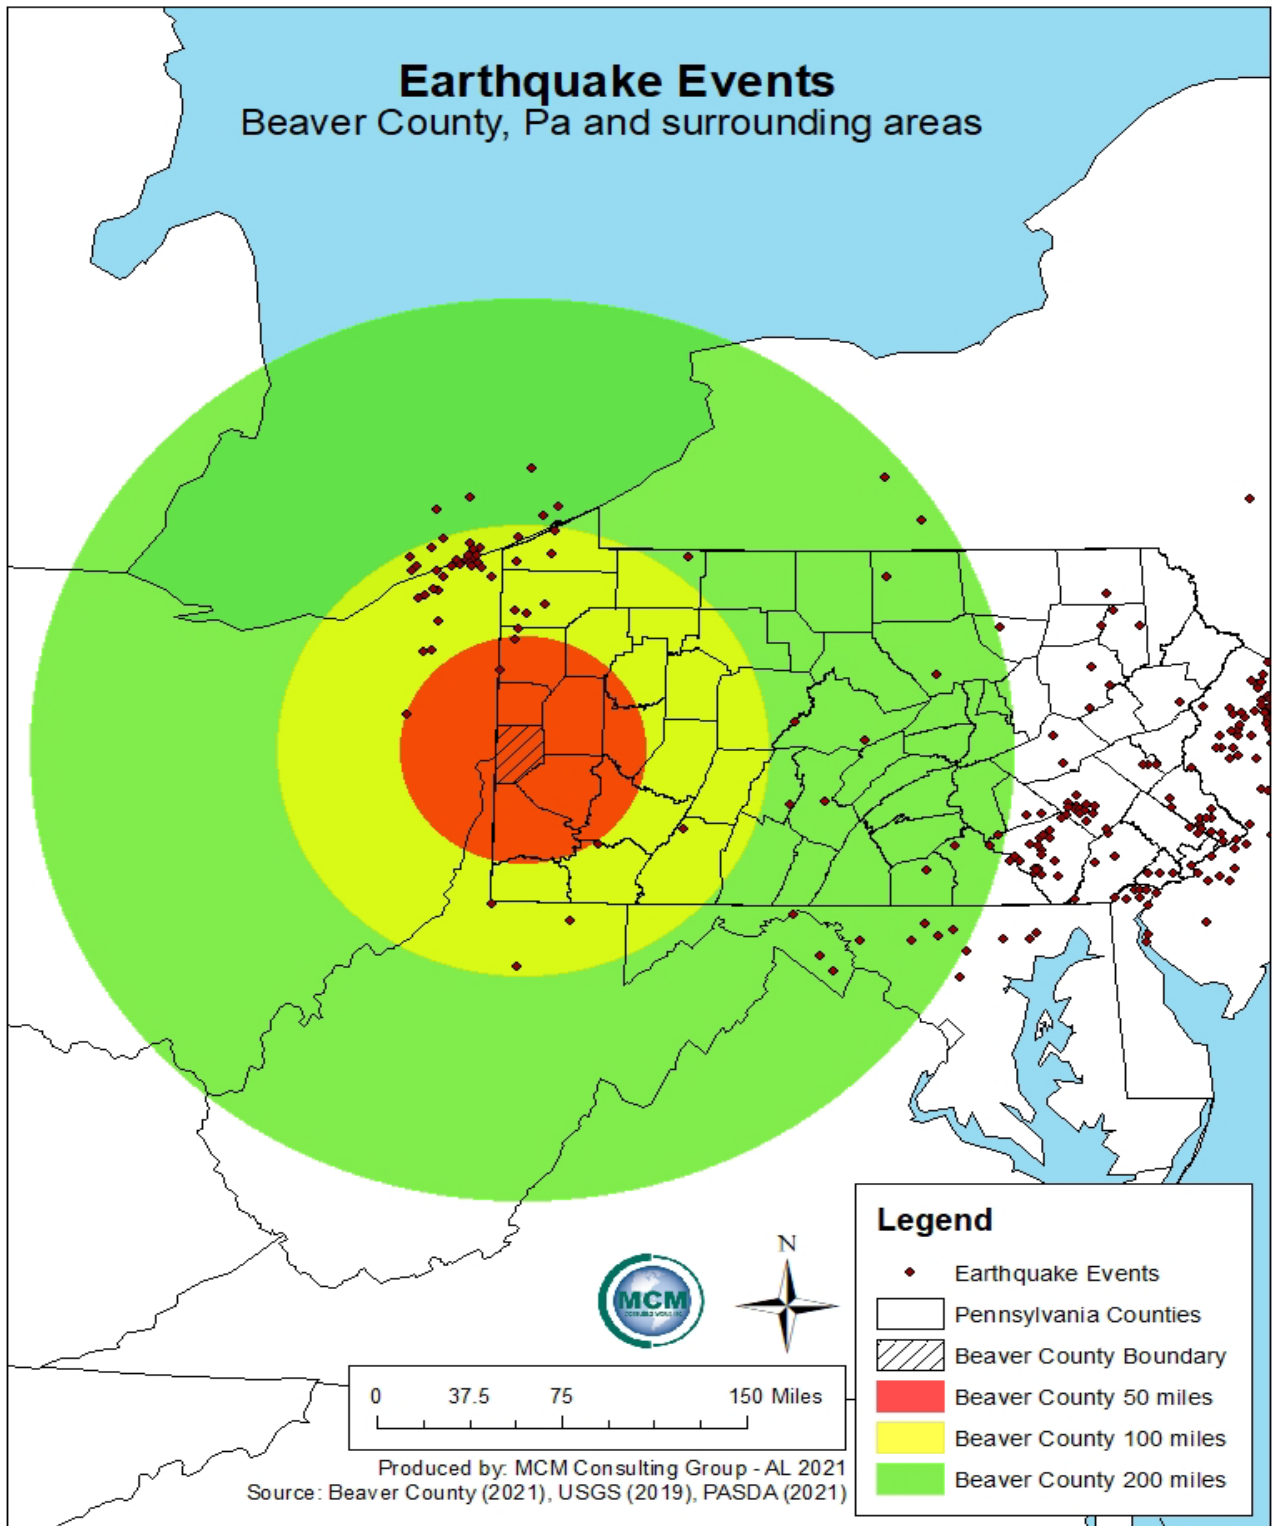 Earthquake Events
Beaver County, Pa and surrounding areas
N
MCM
Legend
Earthquake Events
Pennsylvania Counties
Beaver County Boundary
Beaver County 50 miles
Beaver County 100 miles
Beaver County 200 miles
0 37.5 75 150 Miles
Produced by: MCM Consulting Group - AL 2021
Source: Beaver County (2021), USGS (2019), PASDA (2021)